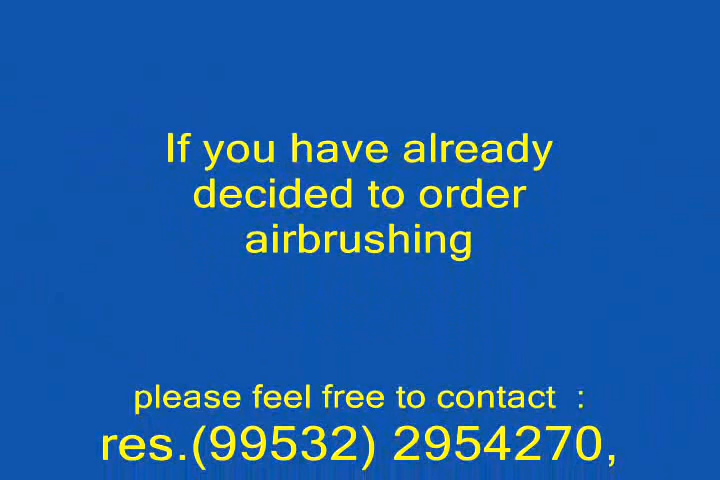 If you have already
decided to order
airbrushing
please feel free to contact :
res.(99532) 2954270,